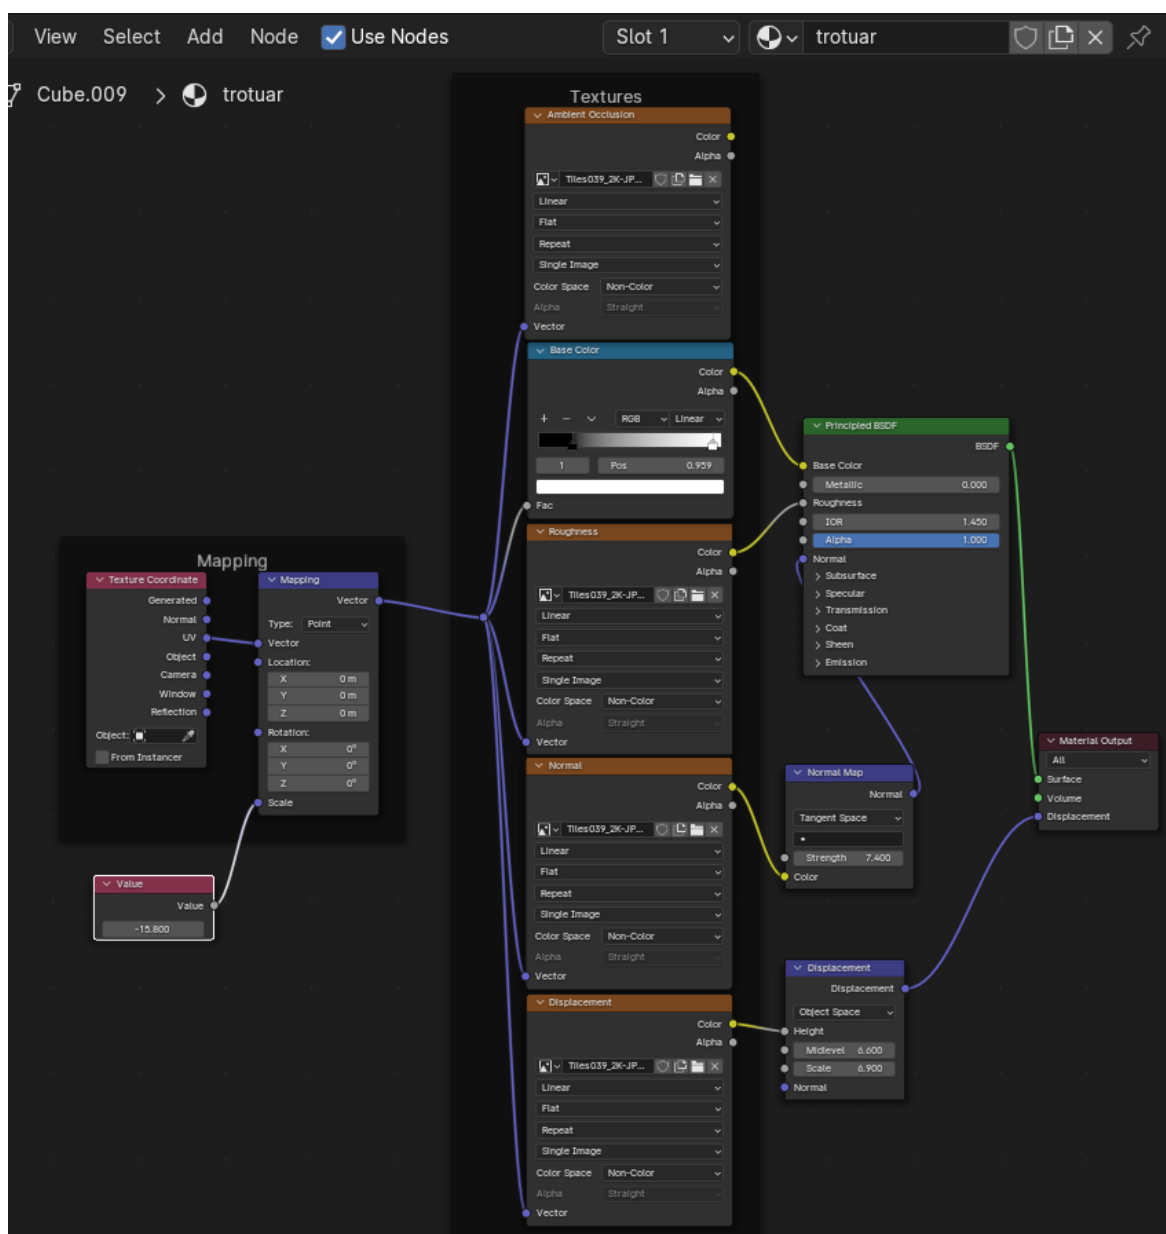 View Select Add Node Use Nodes Slot 1 trotuar
Cube.009 > trotuar
Textures
Ambient Occlusion
Color
Alpha
Tiles039_2K-JP...
Linear
Flat
Repeat
Single Image
Color Space Non-Color
Alpha Straight
Vector
Base Color
Color
Alpha
RGB Linear
1 Pos 0.959
Fac
Roughness
Color
Alpha
Tiles039_2K-JP...
Linear
Flat
Repeat
Single Image
Color Space Non-Color
Alpha Straight
Vector
Normal
Color
Alpha
Tiles039_2K-JP...
Linear
Flat
Repeat
Single Image
Color Space Non-Color
Alpha Straight
Vector
Displacement
Color
Alpha
Tiles039_2K-JP...
Linear
Flat
Repeat
Single Image
Color Space Non-Color
Alpha Straight
Vector
Mapping
Texture Coordinate
Generated
Normal
UV
Object
Camera
Window
Reflection
Object:
From Instancer
Mapping
Vector
Type: Point
Vector
Location:
X 0 m
Y 0 m
Z 0 m
Rotation:
X 0°
Y 0°
Z 0°
Scale
Value
Value
-15.800
Principled BSDF
BSDF
Base Color
Metallic 0.000
Roughness
IOR 1.450
Alpha 1.000
Normal
Subsurface
Specular
Transmission
Coat
Sheen
Emission
Normal Map
Normal
Tangent Space
Strength 7.400
Color
Displacement
Displacement
Object Space
Height
Midlevel 6.600
Scale 6.900
Normal
Material Output
All
Surface
Volume
Displacement